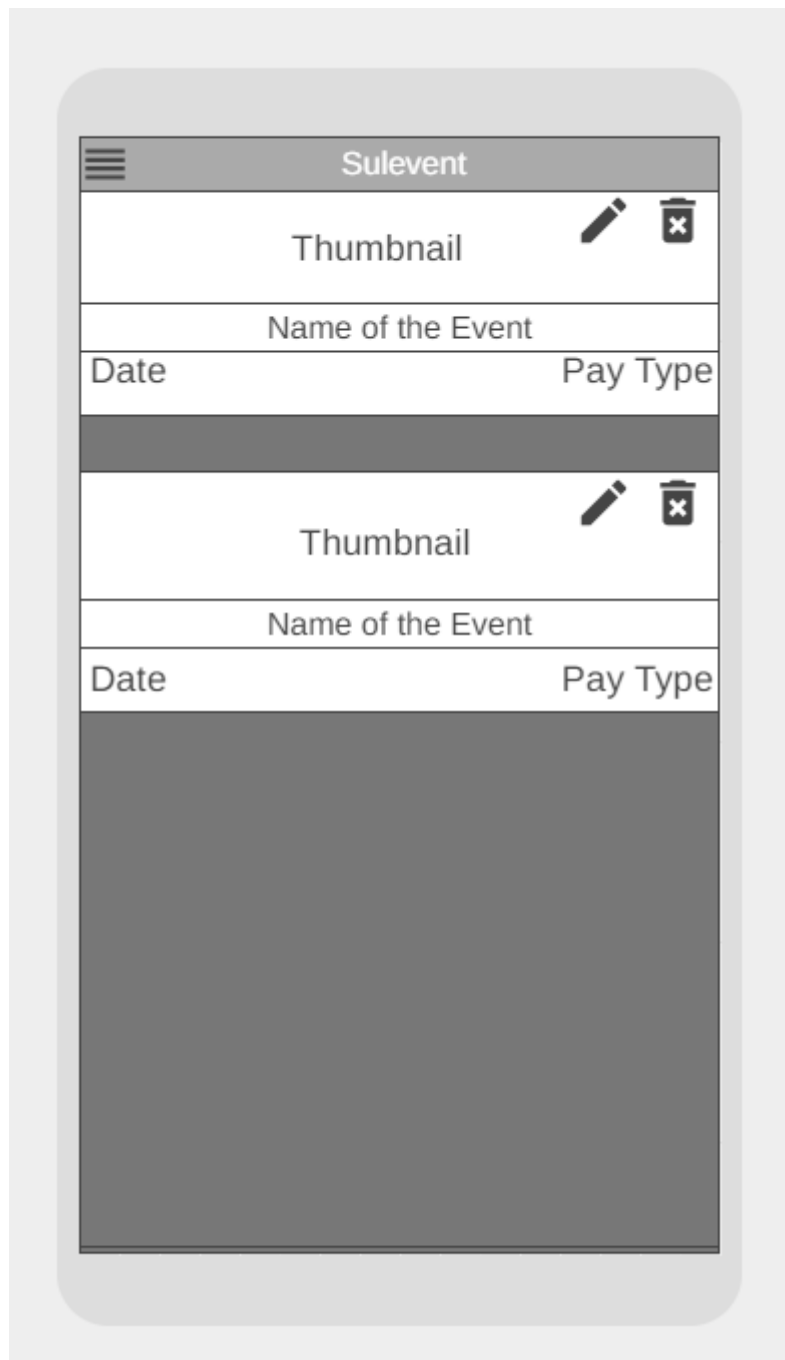 Sulevent
Thumbnail
Name of the Event
Date Pay Type
Thumbnail
Name of the Event
Date Pay Type